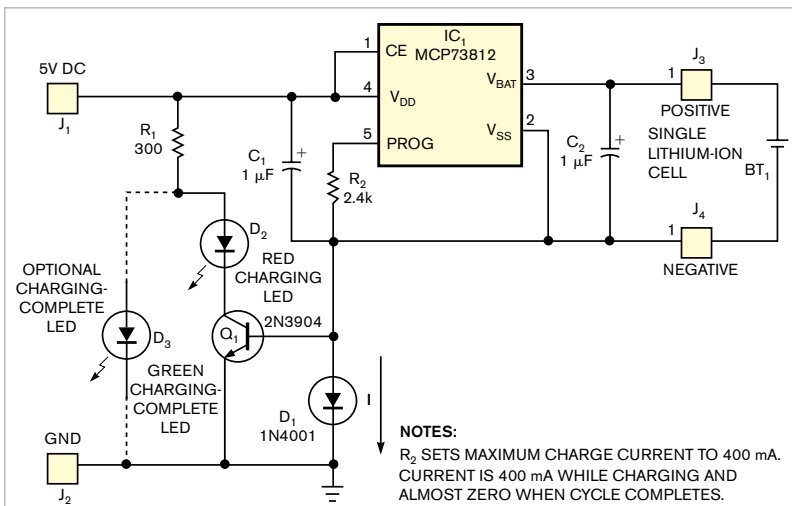 IC1
MCP73812
1
CE
5V DC
J1
4
VDD
VBAT
3
1
J3
POSITIVE
R1
300
C1
1 µF
+
5
PROG
R2
2.4k
VSS
2
C2
1 µF
+
SINGLE
LITHIUM-ION
CELL
BT1
1
J4
NEGATIVE
D2
RED
CHARGING
LED
OPTIONAL
CHARGING-
COMPLETE
LED
D3
Q1
2N3904
GREEN
CHARGING-
COMPLETE
LED
D1
1N4001
I
GND
J2
NOTES:
R2 SETS MAXIMUM CHARGE CURRENT TO 400 mA.
CURRENT IS 400 mA WHILE CHARGING AND
ALMOST ZERO WHEN CYCLE COMPLETES.